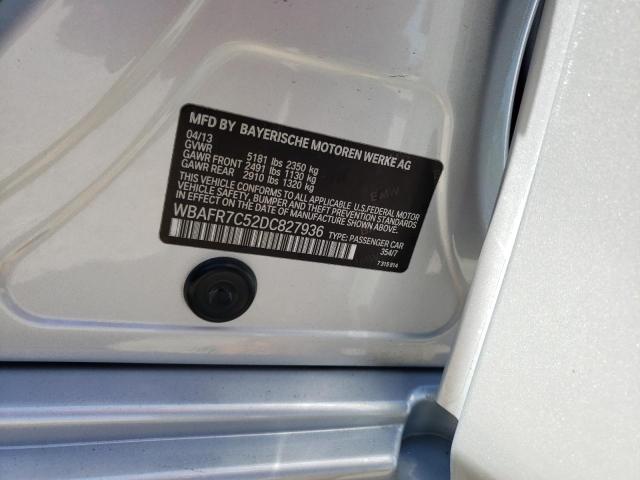 MFD BY BAYERISCHE MOTOREN WERKE AG
04/13
GVWR 5181 lbs 2350 kg
GAWR FRONT 2491 lbs 1130 kg
GAWR REAR 2910 lbs 1320 kg
THIS VEHICLE CONFORMS TO ALL APPLICABLE U.S.FEDERAL MOTOR
VEHICLE SAFETY, BUMPER AND THEFT PREVENTION STANDARDS
IN EFFECT ON THE DATE OF MANUFACTURE SHOWN ABOVE.
WBAFR7C52DC827936 TYPE: PASSENGER CAR
354/7
7 315 814